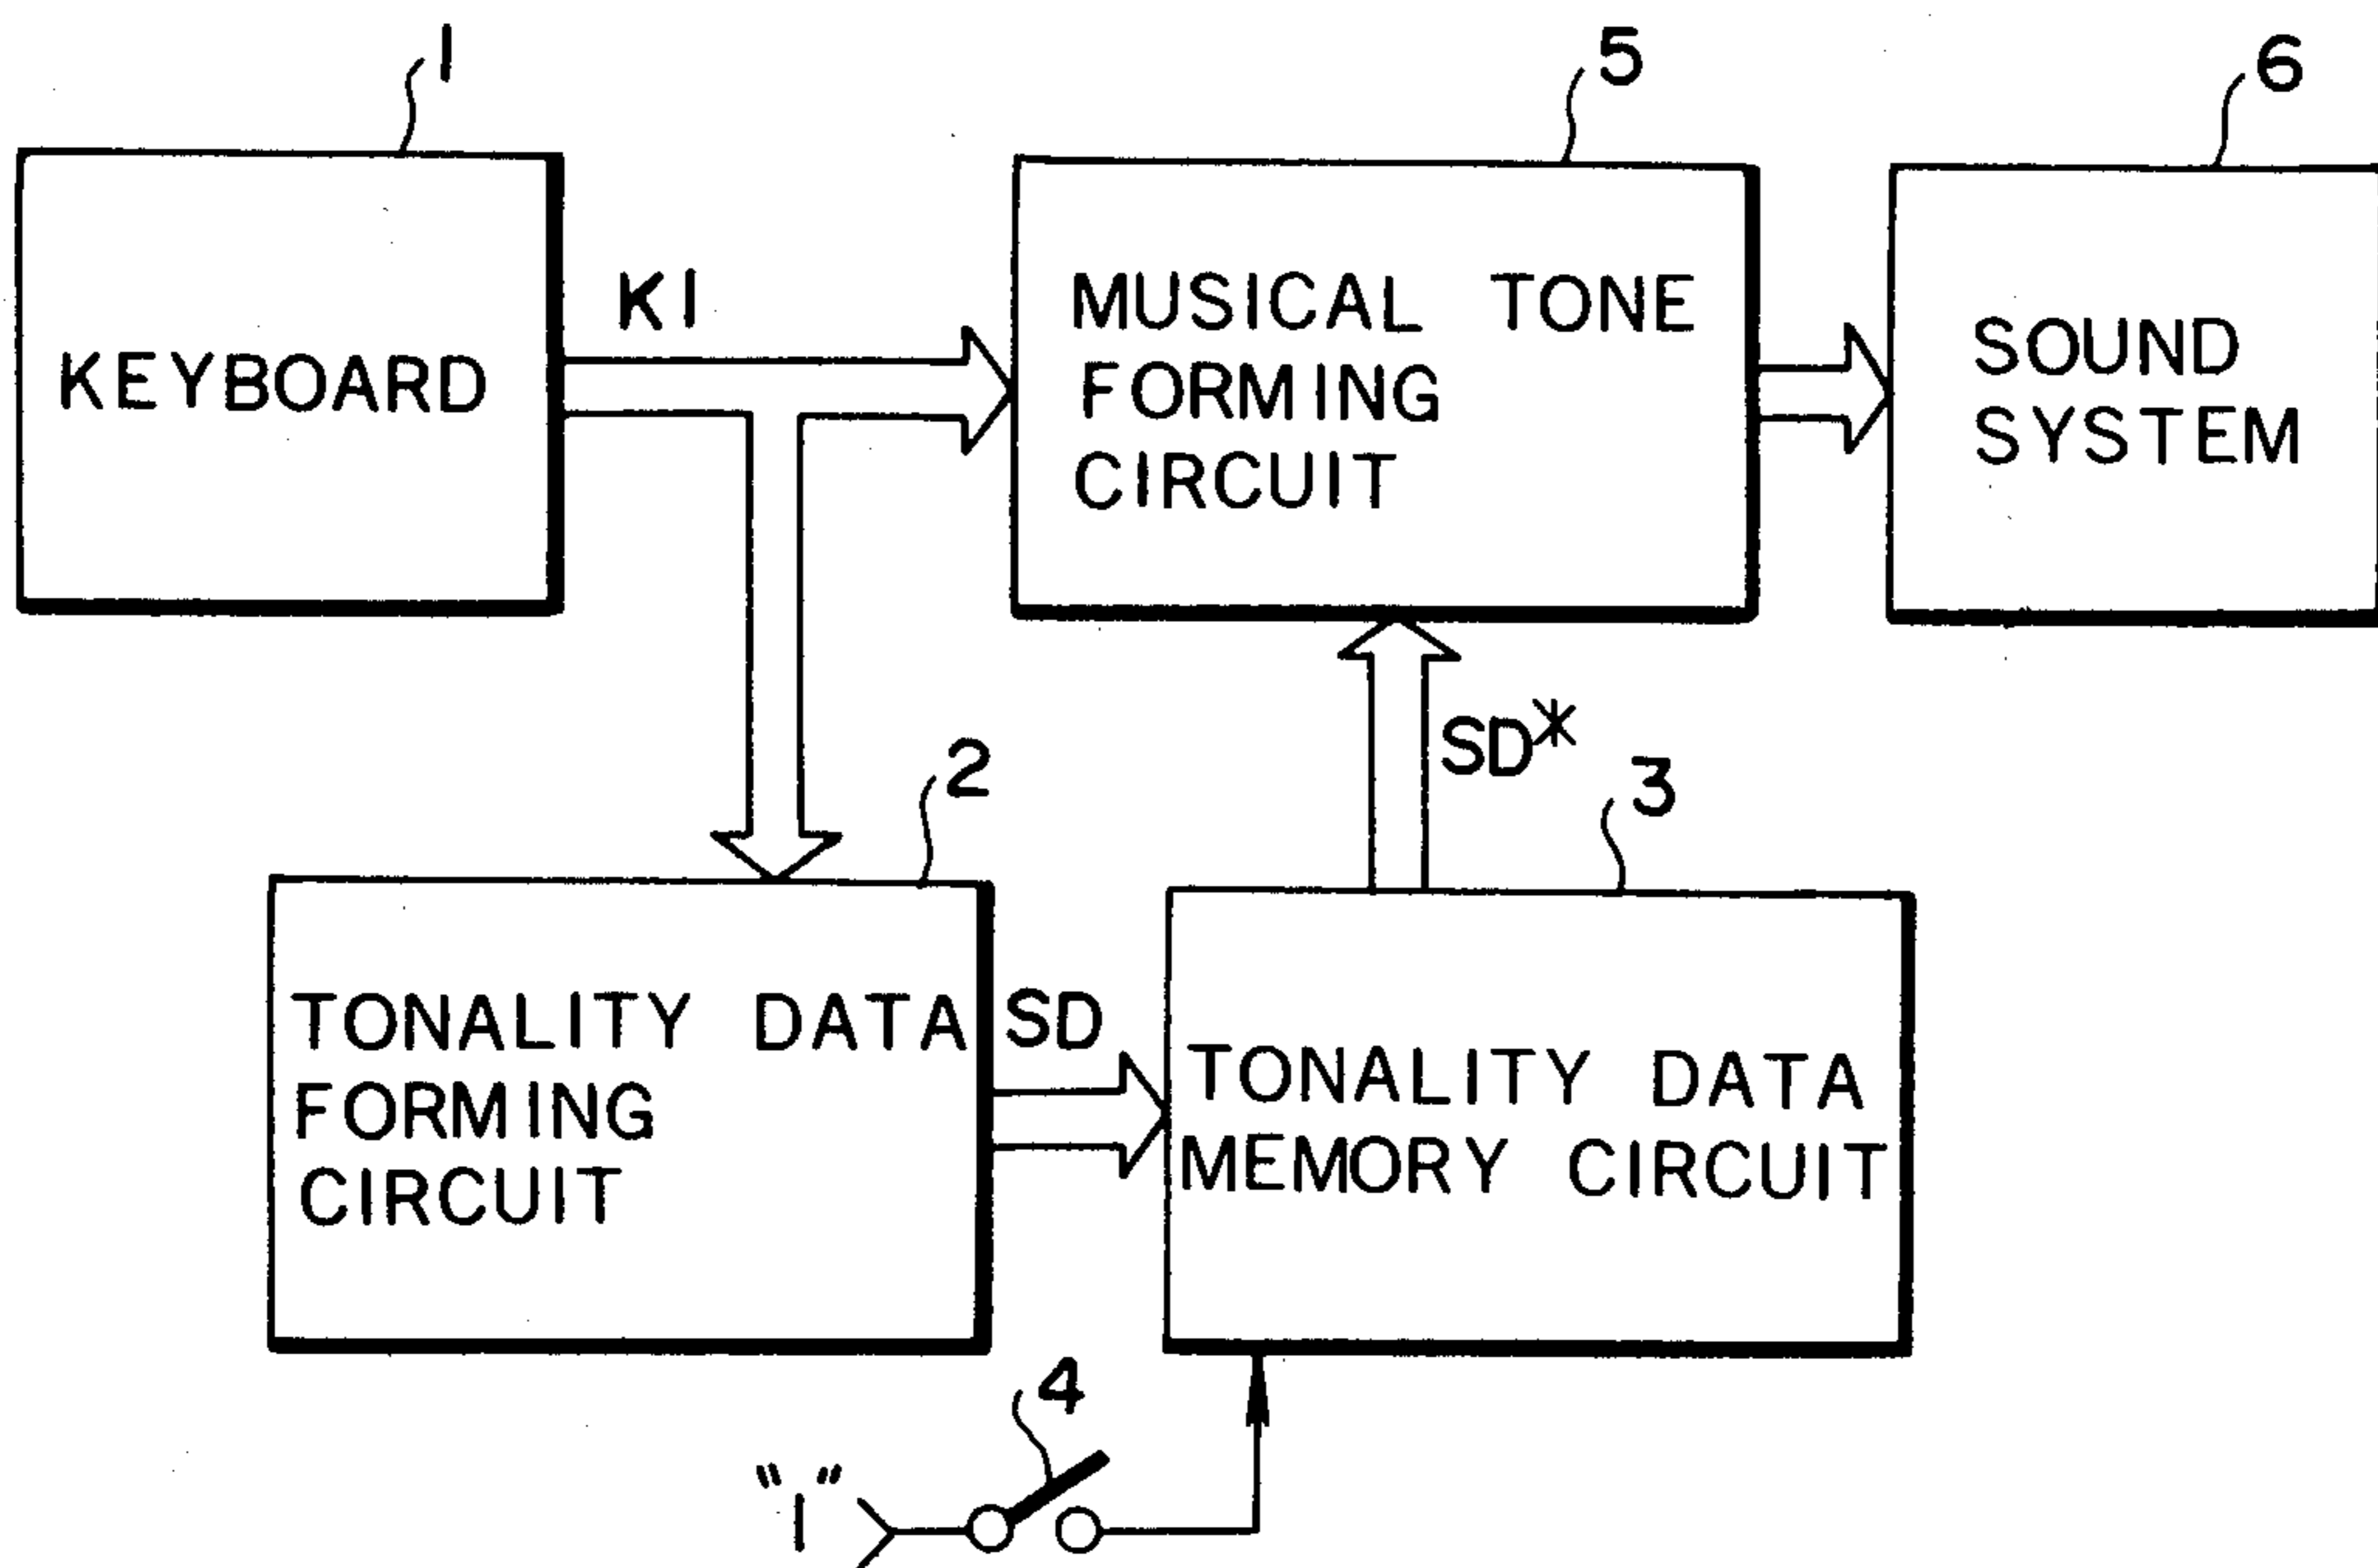 1
5
6
KEYBOARD
KI
MUSICAL TONE
FORMING
CIRCUIT
SOUND
SYSTEM
SD*
2
3
TONALITY DATA
FORMING
CIRCUIT
SD
TONALITY DATA
MEMORY CIRCUIT
4
"1"